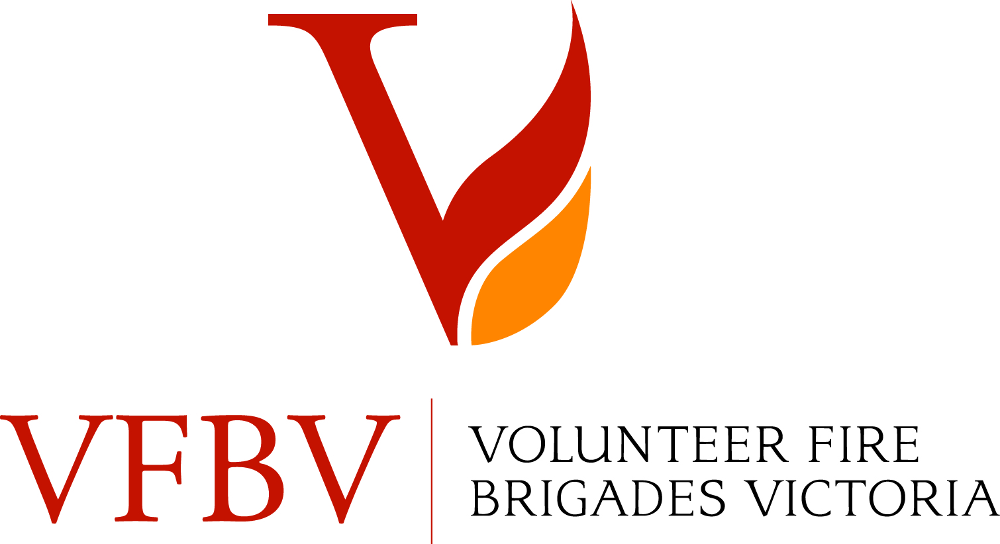 V
VFBV
VOLUNTEER FIRE
BRIGADES VICTORIA